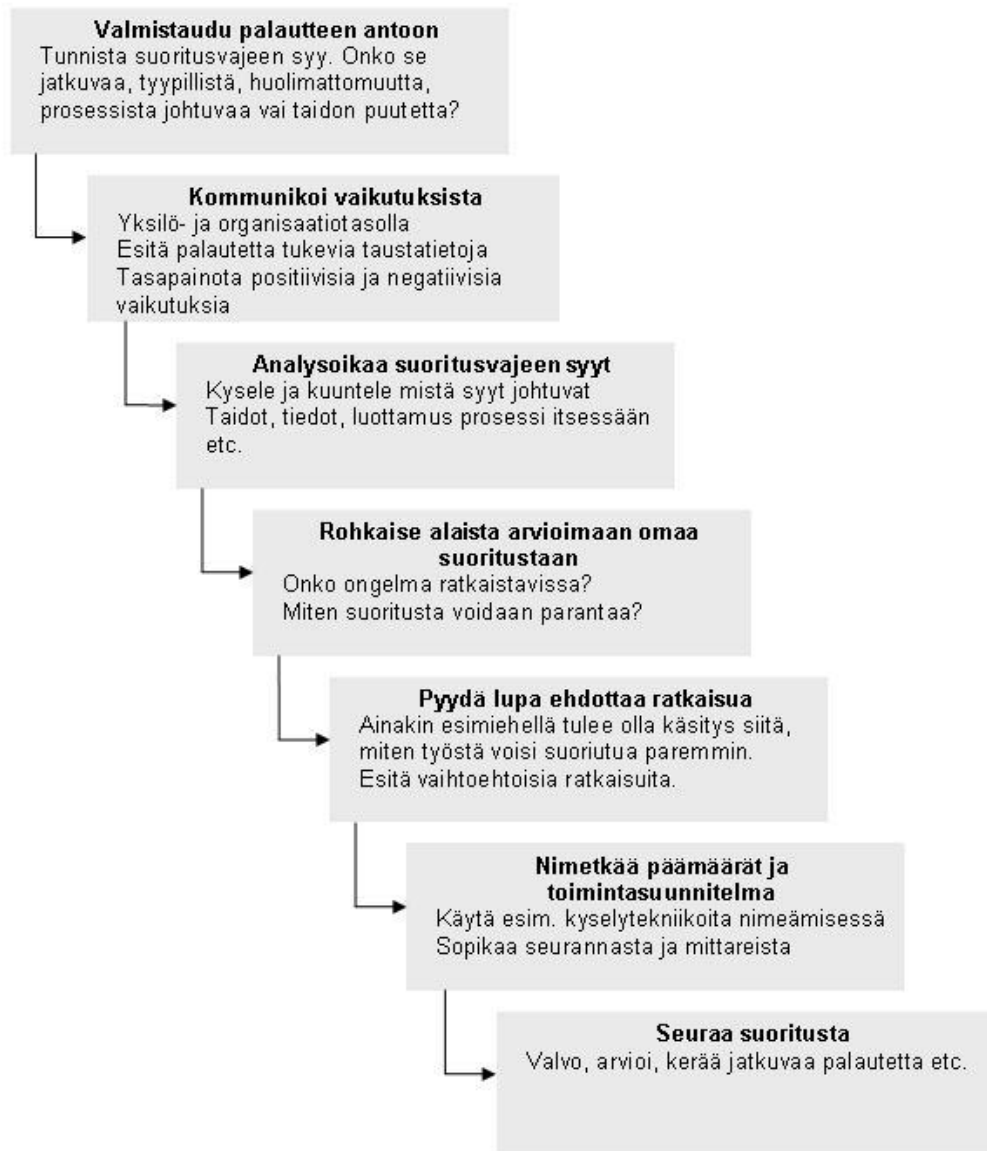 Valmistaudu palautteen antoon
Tunnista suoritusvajeen syy. Onko se
jatkuvaa, tyypillistä, huolimattomuutta,
prosessista johtuvaa vai taidon puutetta?
Kommunikoi vaikutuksista
Yksilö- ja organisaatiotasolla
Esitä palautetta tukevia taustatietoja
Tasapainota positiivisia ja negatiivisia
vaikutuksia
Analysoikaa suoritusvajeen syyt
Kysele ja kuuntele mistä syyt johtuvat
Taidot, tiedot, luottamus prosessi itsessään
etc.
Rohkaise alaista arvioimaan omaa
suoritustaan
Onko ongelma ratkaistavissa?
Miten suoritusta voidaan parantaa?
Pyydä lupa ehdottaa ratkaisua
Ainakin esimiehellä tulee olla käsitys siitä,
miten työstä voisi suoriutua paremmin.
Esitä vaihtoehtoisia ratkaisuita.
Nimetkää päämäärät ja
toimintasuunnitelma
Käytä esim. kyselytekniikoita nimeämisessä
Sopikaa seurannasta ja mittareista
Seuraa suoritusta
Valvo, arvioi, kerää jatkuvaa palautetta etc.